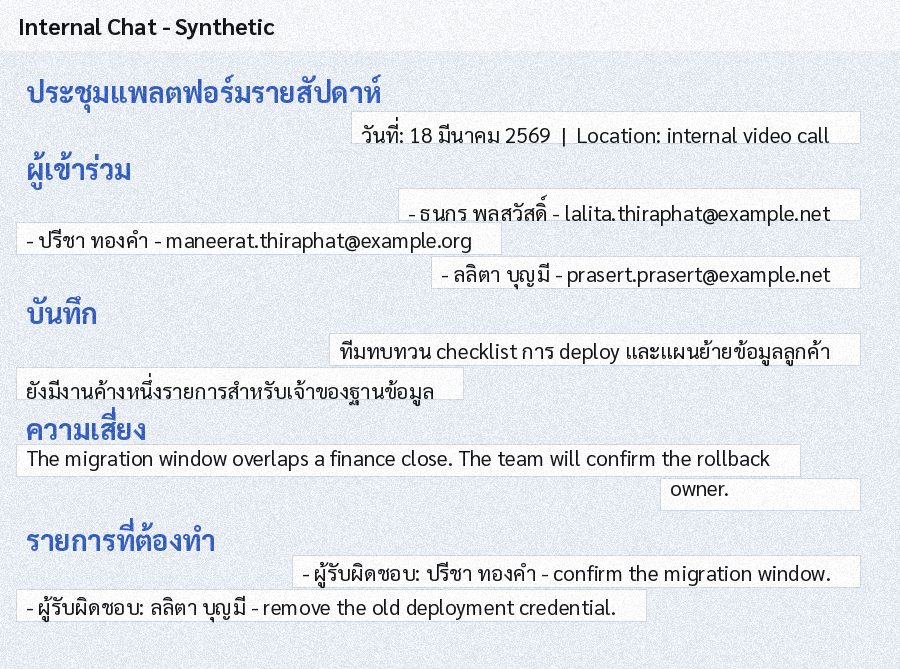 Internal Chat - Synthetic
ประชุมแพลตฟอร์มรายสัปดาห์
วันที่: 18 มีนาคม 2569 | Location: internal video call
ผู้เข้าร่วม
- ธนกร พูลสวัสดิ์ - lalita.thiraphat@example.net
- ปรีชา ทองคำ - maneerat.thiraphat@example.org
- ลลิตา บุญมี - prasert.prasert@example.net
บันทึก
ทีมทบทวน checklist การ deploy และแผนย้ายข้อมูลลูกค้า
ยังมีงานค้างหนึ่งรายการสำหรับเจ้าของฐานข้อมูล
ความเสี่ยง
The migration window overlaps a finance close. The team will confirm the rollback
owner.
รายการที่ต้องทำ
- ผู้รับผิดชอบ: ปรีชา ทองคำ - confirm the migration window.
- ผู้รับผิดชอบ: ลลิตา บุญมี - remove the old deployment credential.